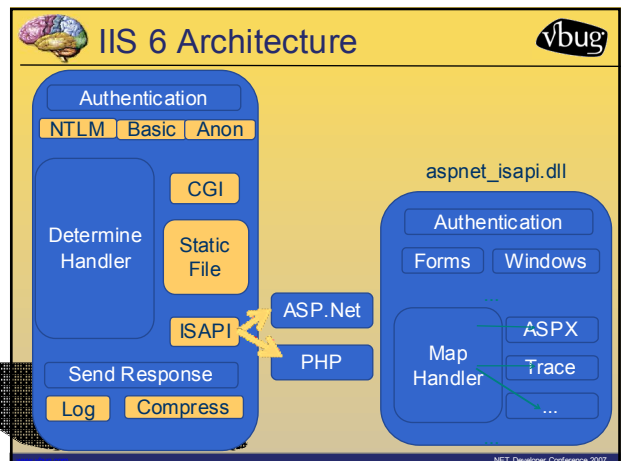 IIS 6 Architecture
vbug
Authentication
NTLM Basic Anon
Determine Handler
CGI
Static File
ISAPI
Send Response
Log Compress
ASP.Net
PHP
aspnet_isapi.dll
Authentication
Forms Windows
...
Map Handler
ASPX
Trace
...
...
.NET Developer Conference 2007